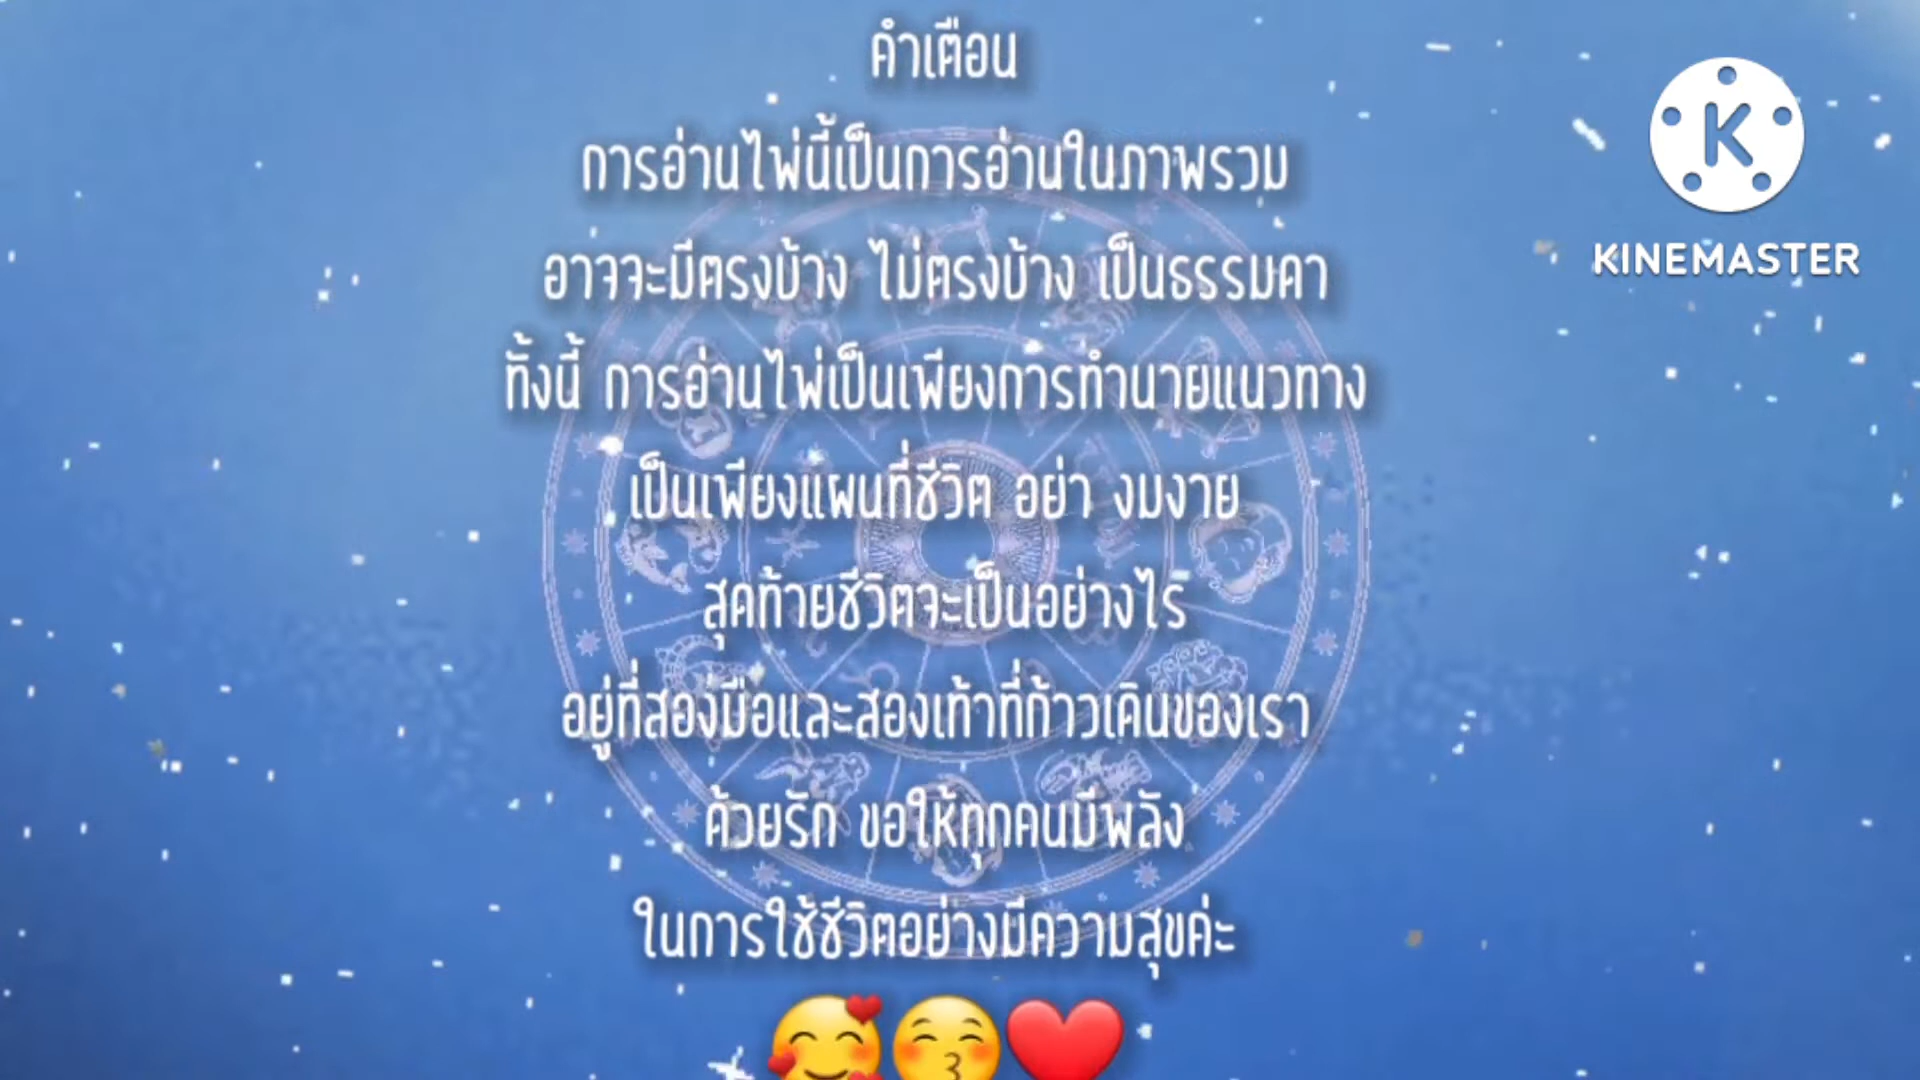 คำเตือน
การอ่านไพ่นี้เป็นการอ่านในภาพรวม
อาจจะมีตรงบ้าง ไม่ตรงบ้าง เป็นธรรมดา
ทั้งนี้ การอ่านไพ่เป็นเพียงการทำนายแนวทาง
เป็นเพียงแผนที่ชีวิต อย่า งมงาย
สุดท้ายชีวิตจะเป็นอย่างไร
อยู่ที่สองมือและสองเท้าที่ก้าวเดินของเรา
ด้วยรัก ขอให้ทุกคนมีพลัง
ในการใช้ชีวิตอย่างมีความสุขค่ะ
K
KINEMASTER